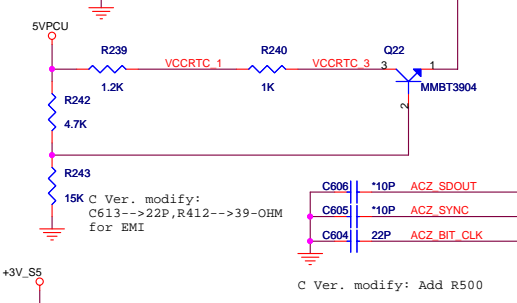 5VPCU
R239
VCCRTC_1
R240
VCCRTC_3
Q22
3
1
1.2K
1K
MMBT3904
R242
2
4.7K
R243
15K
C Ver. modify:
C613-->22P,R412-->39-OHM
for EMI
C606
*10P
ACZ_SDOUT
C605
*10P
ACZ_SYNC
C604
22P
ACZ_BIT_CLK
+3V_S5
C Ver. modify: Add R500